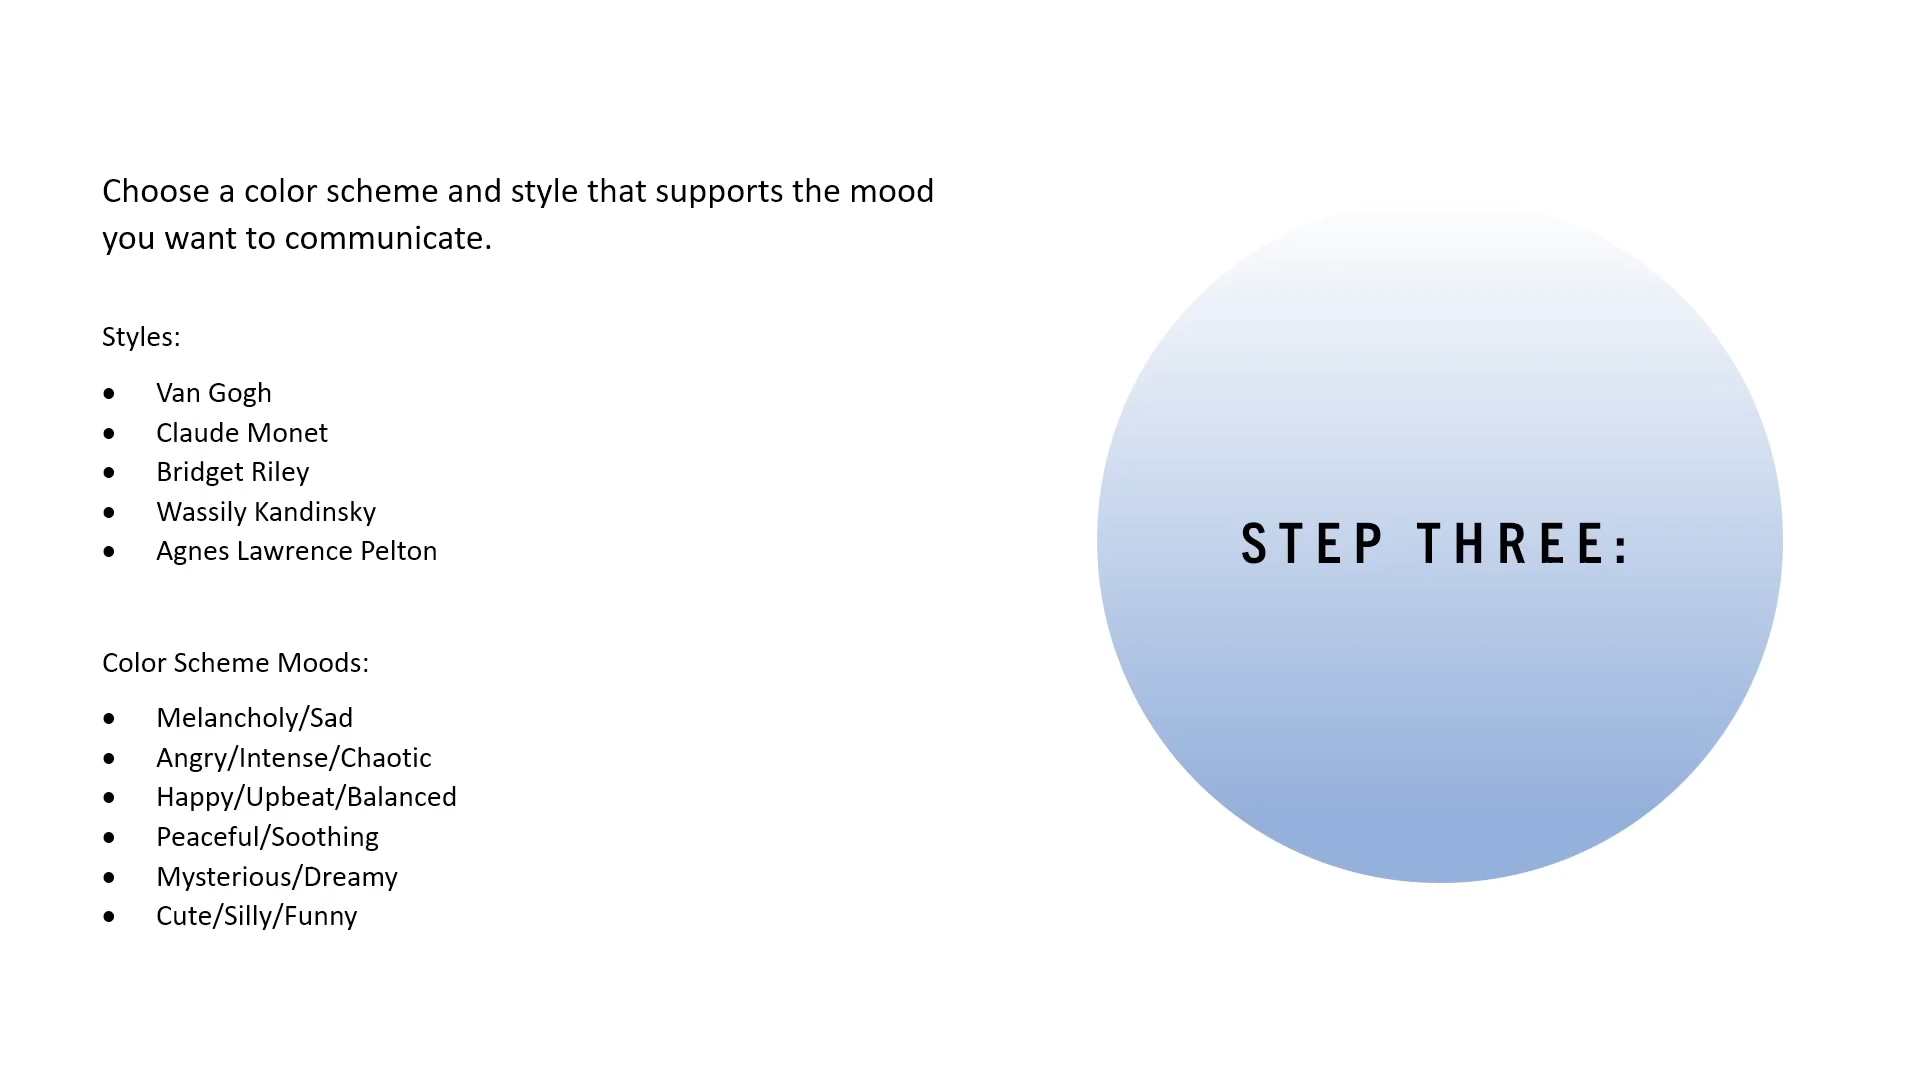 Choose a color scheme and style that supports the mood
you want to communicate.
Styles:
• Van Gogh
• Claude Monet
• Bridget Riley
• Wassily Kandinsky
• Agnes Lawrence Pelton
Color Scheme Moods:
• Melancholy/Sad
• Angry/Intense/Chaotic
• Happy/Upbeat/Balanced
• Peaceful/Soothing
• Mysterious/Dreamy
• Cute/Silly/Funny
STEP THREE: